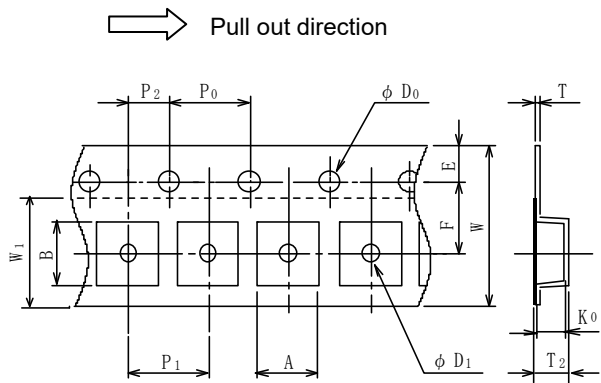 Pull out direction
P2
P0
φ D0
T
E
F
W
W1
B
K0
P1
A
φ D1
T2